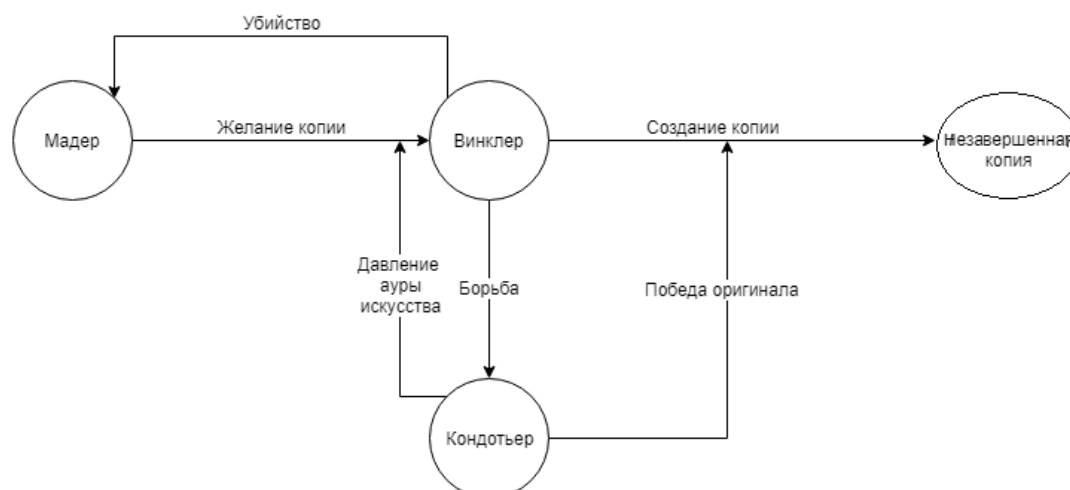 Убийство
Мадер
Желание копии
Винклер
Создание копии
Незавершенная
копия
Давление
ауры
искусства
Борьба
Победа оригинала
Кондотьер